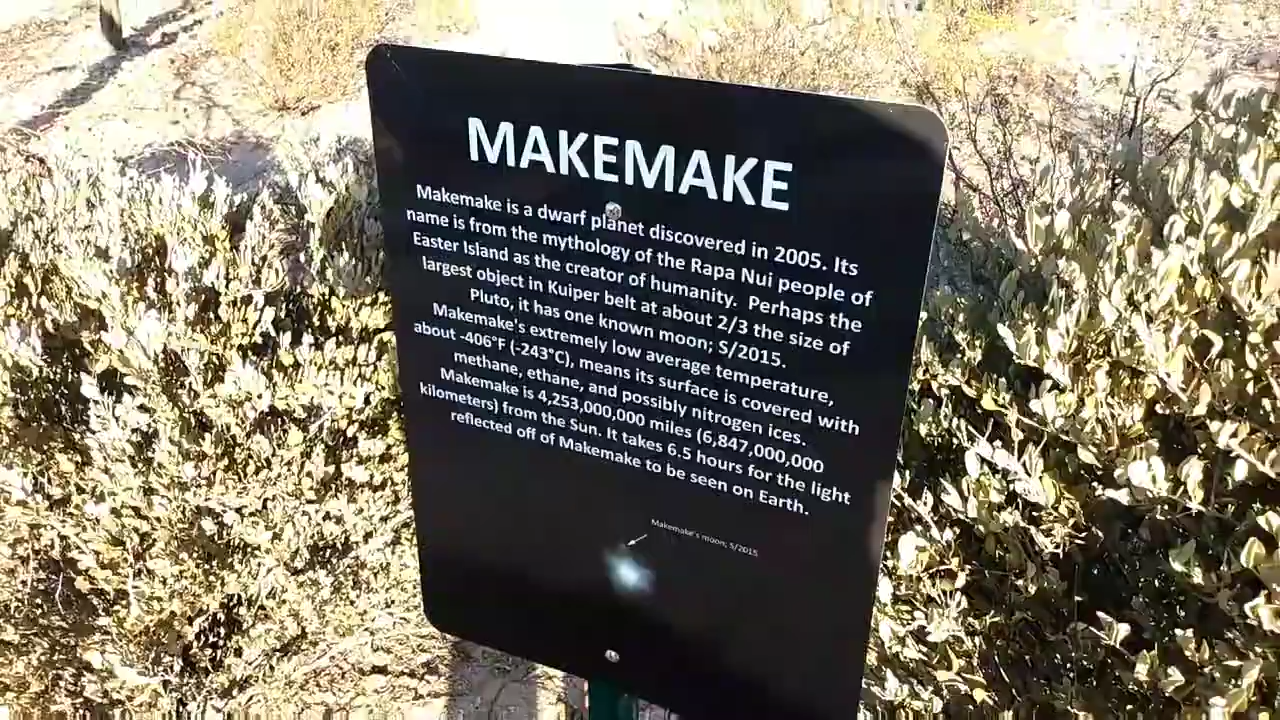 MAKEMAKE
Makemake is a dwarf planet discovered in 2005. Its
name is from the mythology of the Rapa Nui people of
Easter Island as the creator of humanity. Perhaps the
largest object in Kuiper belt at about 2/3 the size of
Pluto, it has one known moon; S/2015.
Makemake's extremely low average temperature,
about -406°F (-243°C), means its surface is covered with
methane, ethane, and possibly nitrogen ices.
Makemake is 4,253,000,000 miles (6,847,000,000
kilometers) from the Sun. It takes 6.5 hours for the light
reflected off of Makemake to be seen on Earth.
Makemake's moon; S/2015